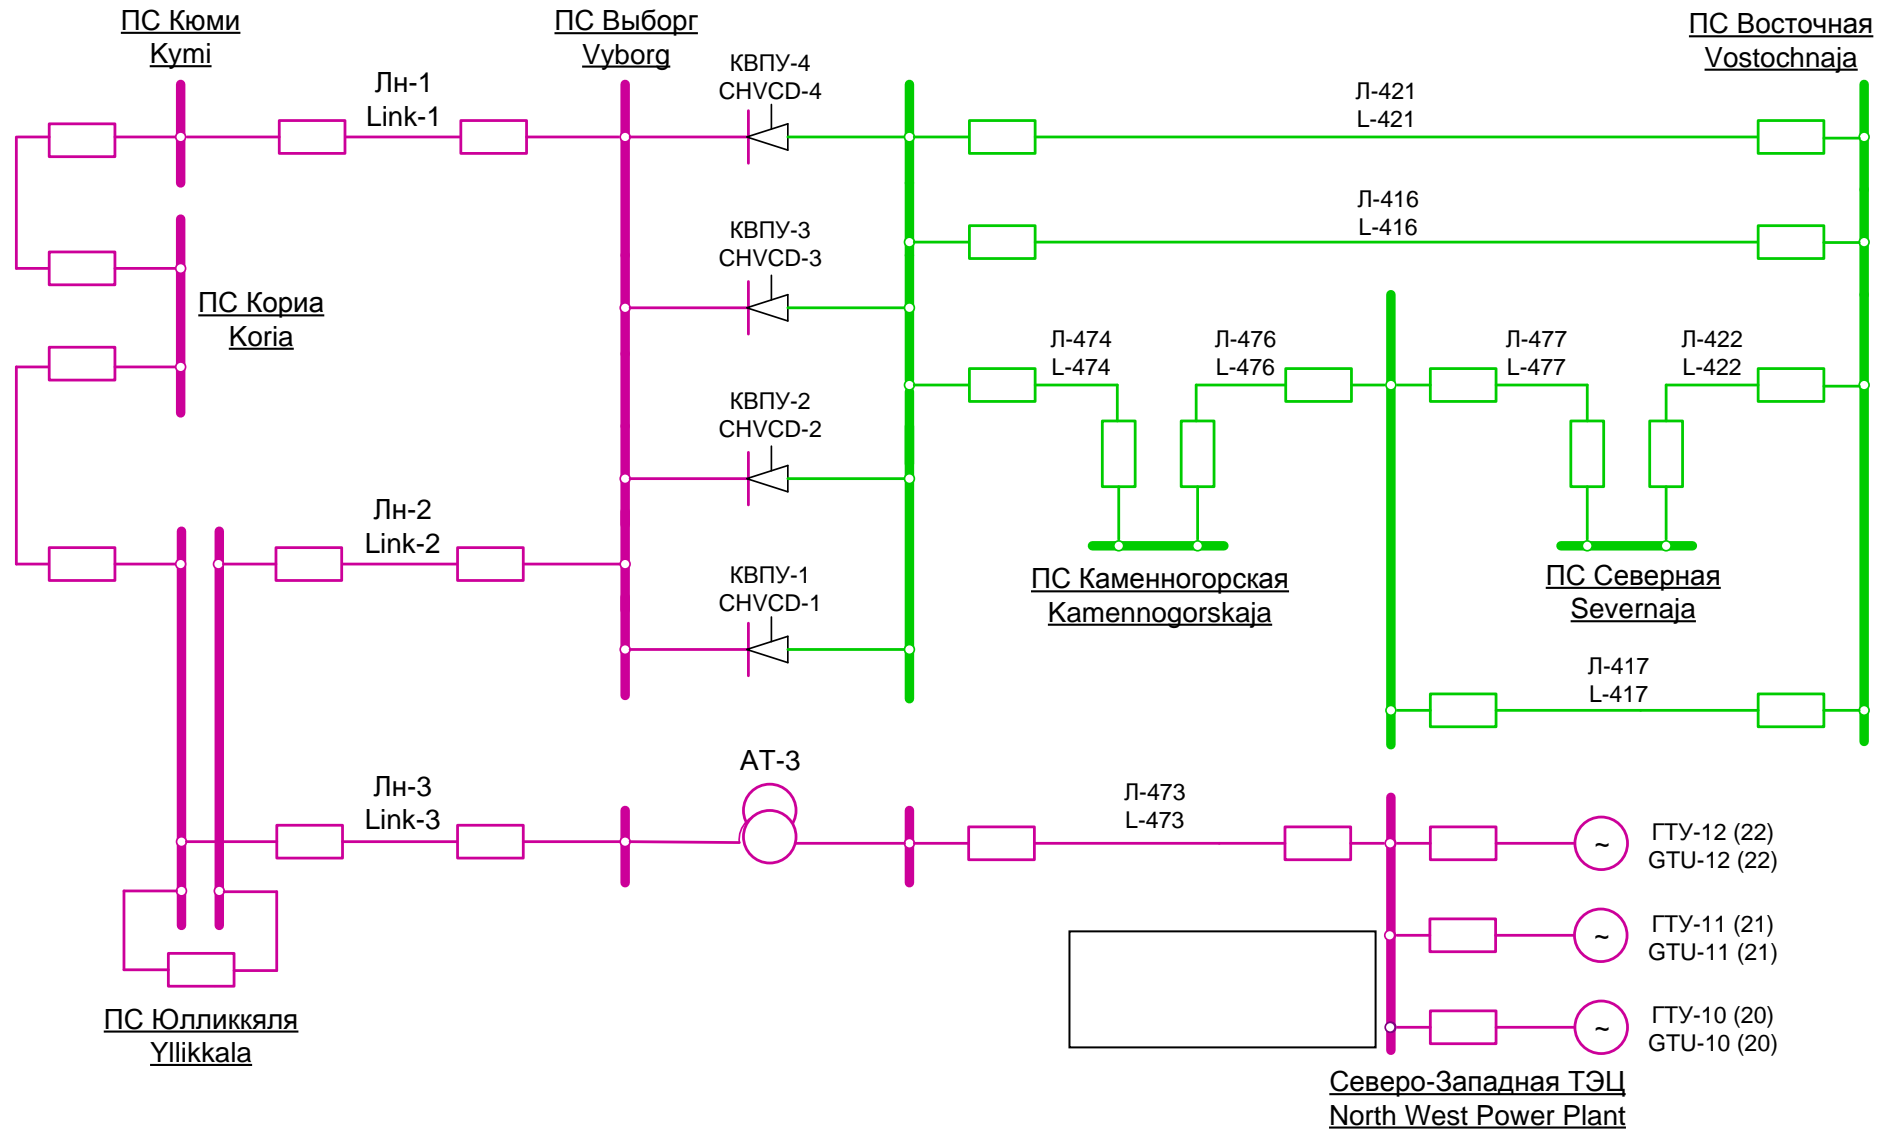 ПС Кюми
Kymi
ПС Выборг
Vyborg
ПС Восточная
Vostochnaja
Лн-1
Link-1
КВПУ-4
CHVCD-4
Л-421
L-421
Л-416
L-416
КВПУ-3
CHVCD-3
ПС Кориа
Koria
Л-474
L-474
Л-476
L-476
Л-477
L-477
Л-422
L-422
КВПУ-2
CHVCD-2
Лн-2
Link-2
КВПУ-1
CHVCD-1
ПС Каменногорская
Kamennogorskaja
ПС Северная
Severnaja
Л-417
L-417
Лн-3
Link-3
АТ-3
Л-473
L-473
ГТУ-12 (22)
GTU-12 (22)
~
ГТУ-11 (21)
GTU-11 (21)
~
ГТУ-10 (20)
GTU-10 (20)
~
ПС Юлликкяля
Yllikkala
Северо-Западная ТЭЦ
North West Power Plant